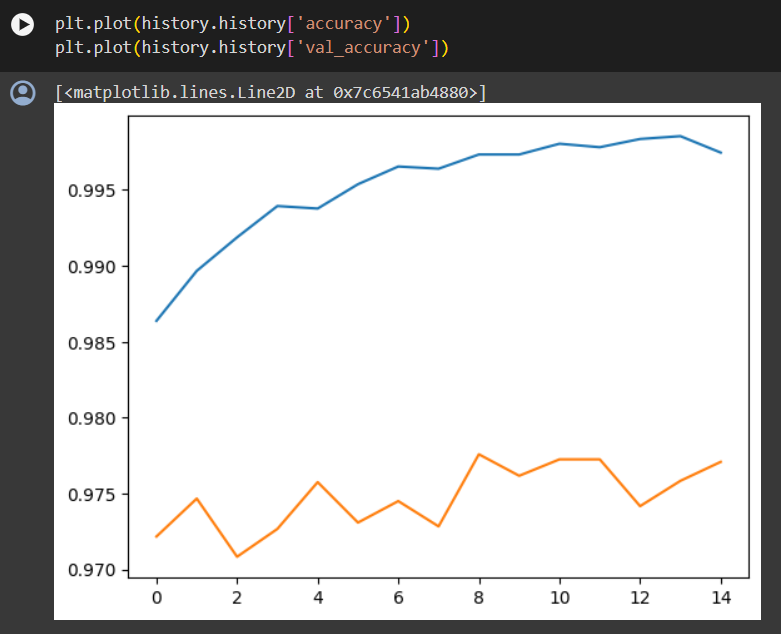 plt.plot(history.history['accuracy'])
plt.plot(history.history['val_accuracy'])
[<matplotlib.lines.Line2D at 0x7c6541ab4880>]
0.995
0.990
0.985
0.980
0.975
0.970
0 2 4 6 8 10 12 14